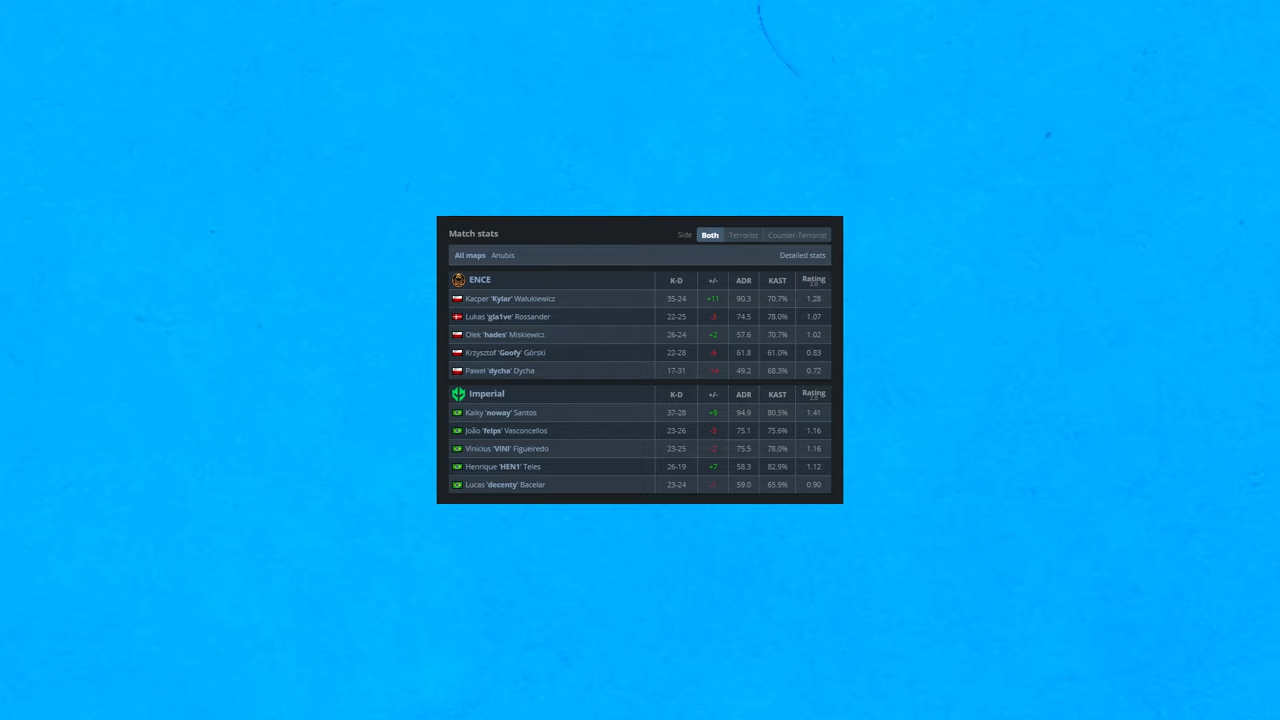 Match stats Side Both Terrorist Counter-Terrorist
All maps Anubis Detailed stats
ENCE K-D +/- ADR KAST Rating 2.0
Kacper 'Kylar' Walukiewicz 35-24 +11 90.3 70.7% 1.28
Lukas 'gla1ve' Rossander 22-25 -3 74.5 78.0% 1.07
Olek 'hades' Miskiewicz 26-24 +2 57.6 70.7% 1.02
Krzysztof 'Goofy' Górski 22-28 -6 61.8 61.0% 0.83
Paweł 'dycha' Dycha 17-31 -14 49.2 68.3% 0.72
Imperial K-D +/- ADR KAST Rating 2.0
Kaiky 'noway' Santos 37-28 +9 94.9 80.5% 1.41
João 'felps' Vasconcellos 23-26 -3 75.1 75.6% 1.16
Vinicius 'VINI' Figueiredo 23-25 -2 75.5 78.0% 1.16
Henrique 'HEN1' Teles 26-19 +7 58.3 82.9% 1.12
Lucas 'decenty' Bacelar 23-24 -1 59.0 65.9% 0.90